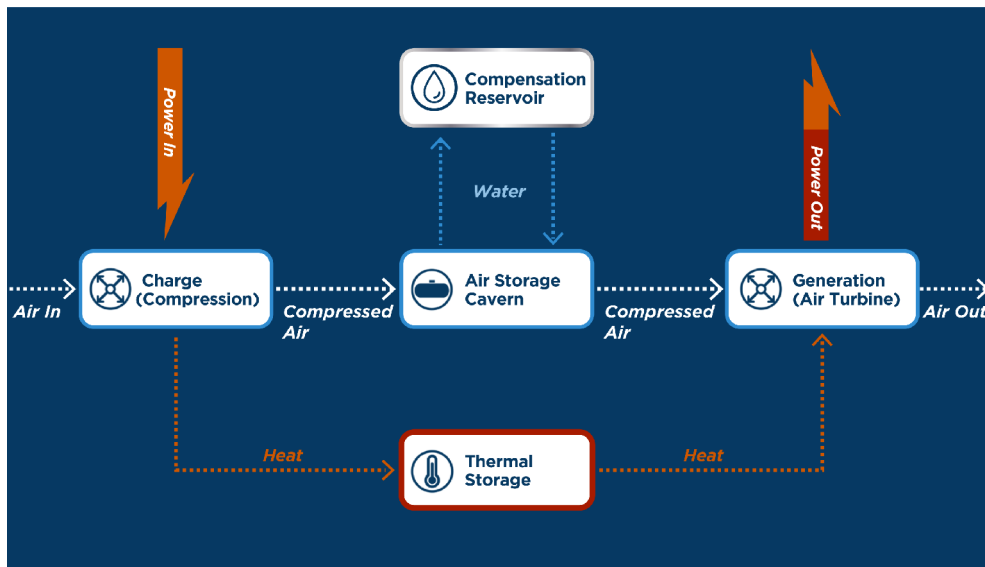 Power In
Compensation
Reservoir
Power Out
Water
Charge
(Compression)
Air Storage
Cavern
Generation
(Air Turbine)
Air In
Compressed
Air
Compressed
Air
Air Out
Heat
Thermal
Storage
Heat